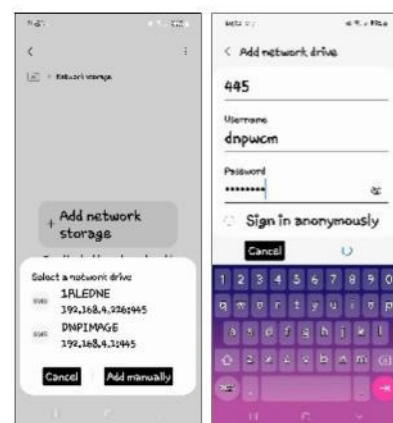 Network storage
+ Add network
storage
Select a network drive
1RLEDNE
192.168.4.226:445
DNPIMAGE
192.168.4.1:445
Cancel
Add manually
< Add network drive
445
Username
dnpwcm
Password
••••••••
Sign in anonymously
Cancel
1 2 3 4 5 6 7 8 9 0
q w e r t y u i o p
a s d f g h j k l
z x c v b n m